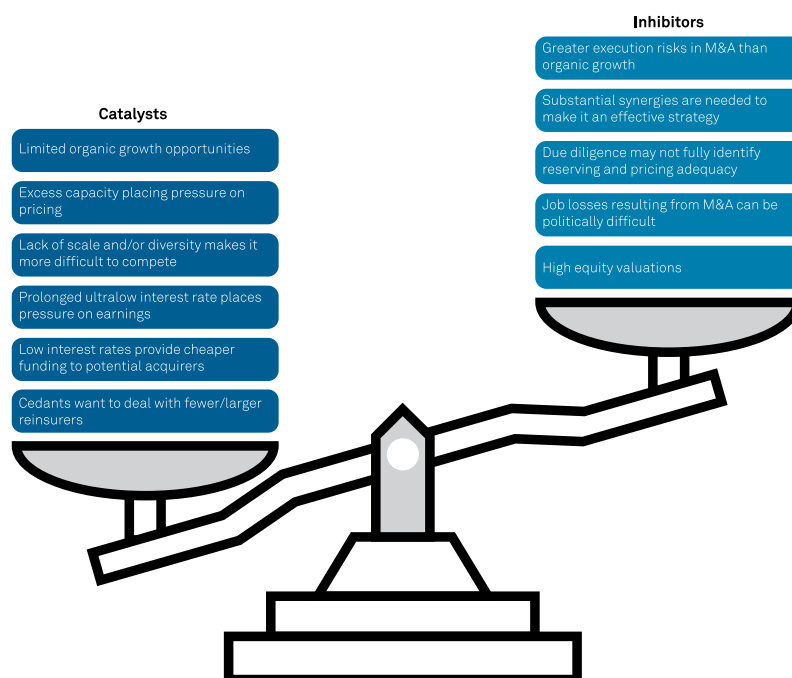 Catalysts
Limited organic growth opportunities
Excess capacity placing pressure on
pricing
Lack of scale and/or diversity makes it
more difficult to compete
Prolonged ultralow interest rate places
pressure on earnings
Low interest rates provide cheaper
funding to potential acquirers
Cedants want to deal with fewer/larger
reinsurers
Inhibitors
Greater execution risks in M&A than
organic growth
Substantial synergies are needed to
make it an effective strategy
Due diligence may not fully identify
reserving and pricing adequacy
Job losses resulting from M&A can be
politically difficult
High equity valuations